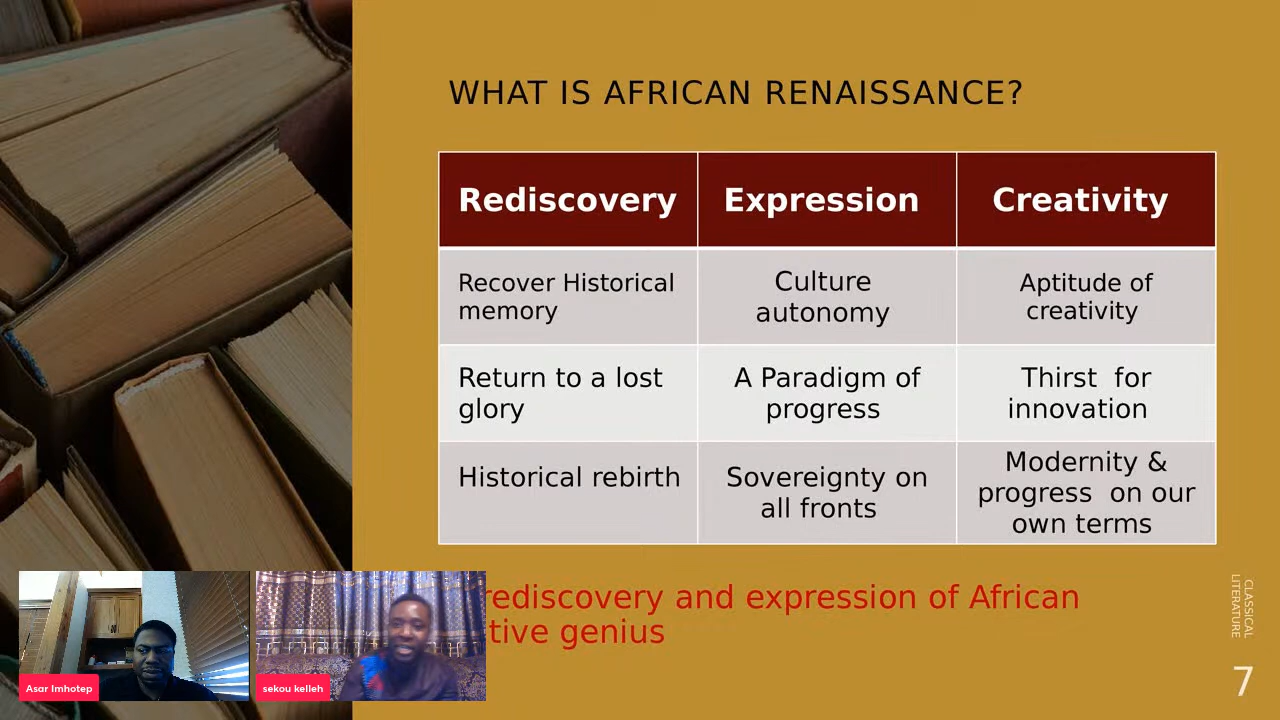 WHAT IS AFRICAN RENAISSANCE?
Rediscovery
Expression
Creativity
Recover Historical
memory
Culture
autonomy
Aptitude of
creativity
Return to a lost
glory
A Paradigm of
progress
Thirst for
innovation
Historical rebirth
Sovereignty on
all fronts
Modernity &
progress on our
own terms
rediscovery and expression of African
tive genius
CLASSICAL
LITERATURE
7
Asar Imhotep
sekou kelleh